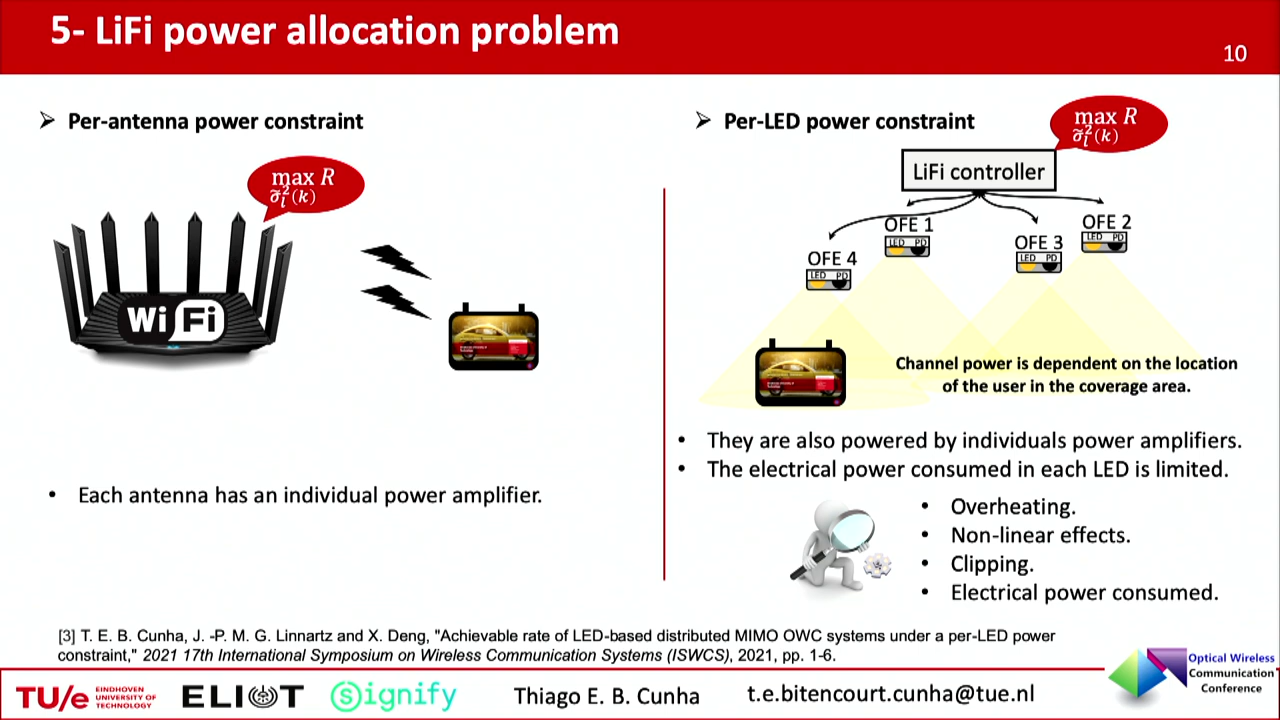 5- LiFi power allocation problem
10
➢ Per-antenna power constraint
max R
σ̃ₗ²(k)
Wi Fi
• Each antenna has an individual power amplifier.
➢ Per-LED power constraint
max R
σ̃ₗ²(k)
LiFi controller
OFE 1
LED PD
OFE 2
LED PD
OFE 3
LED PD
OFE 4
LED PD
Channel power is dependent on the location
of the user in the coverage area.
• They are also powered by individuals power amplifiers.
• The electrical power consumed in each LED is limited.
• Overheating.
• Non-linear effects.
• Clipping.
• Electrical power consumed.
[3] T. E. B. Cunha, J. -P. M. G. Linnartz and X. Deng, "Achievable rate of LED-based distributed MIMO OWC systems under a per-LED power
constraint," 2021 17th International Symposium on Wireless Communication Systems (ISWCS), 2021, pp. 1-6.
TU/e EINDHOVEN
UNIVERSITY OF
TECHNOLOGY
ELIOT
Signify
Thiago E. B. Cunha
t.e.bitencourt.cunha@tue.nl
Optical Wireless
Communication
Conference